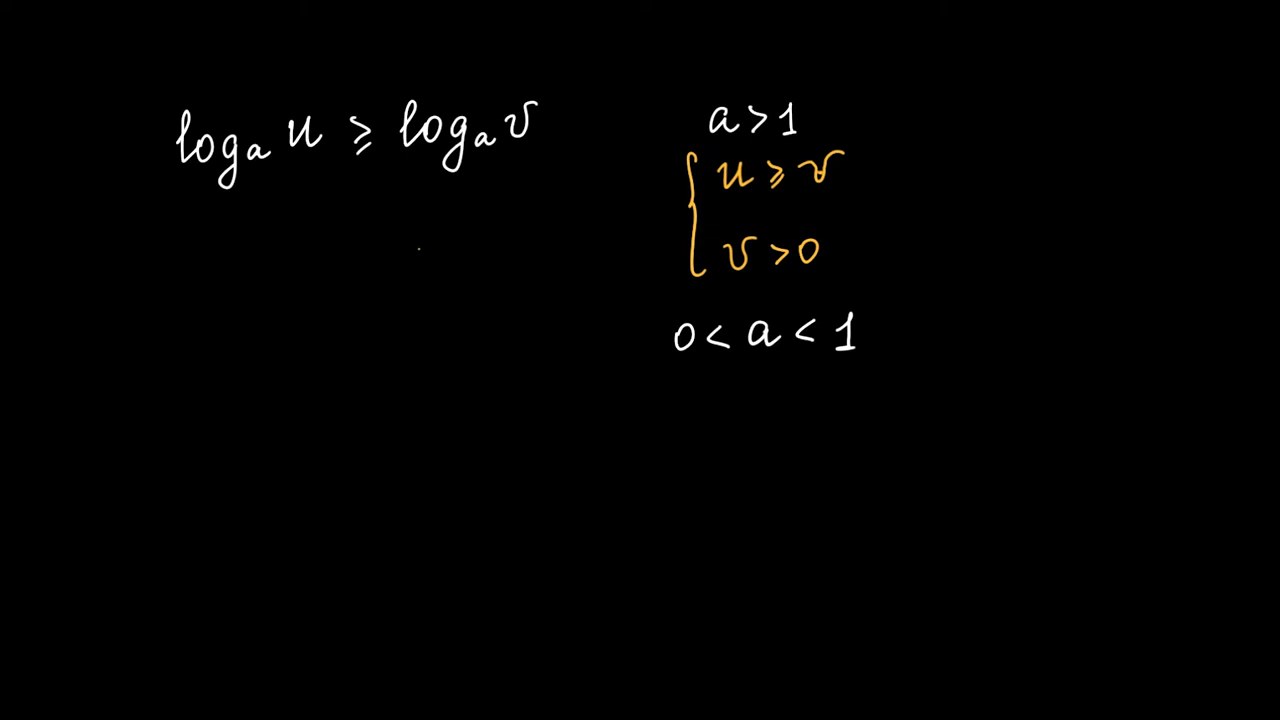 logₐ u ⩾ logₐ v
a > 1
{ u ⩾ v
v > 0
0 < a < 1